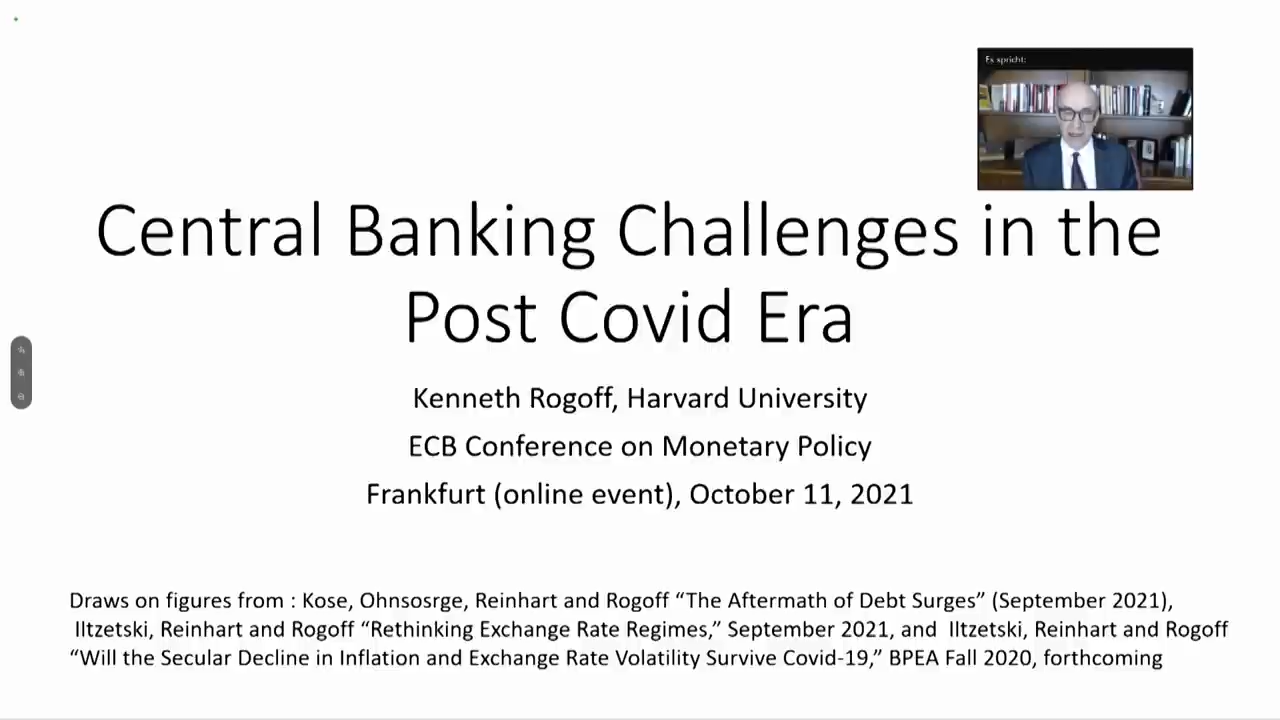 Es spricht:
Central Banking Challenges in the
Post Covid Era
Kenneth Rogoff, Harvard University
ECB Conference on Monetary Policy
Frankfurt (online event), October 11, 2021
Draws on figures from : Kose, Ohnsosrge, Reinhart and Rogoff “The Aftermath of Debt Surges” (September 2021),
Iltzetski, Reinhart and Rogoff “Rethinking Exchange Rate Regimes,” September 2021, and Iltzetski, Reinhart and Rogoff
“Will the Secular Decline in Inflation and Exchange Rate Volatility Survive Covid-19,” BPEA Fall 2020, forthcoming